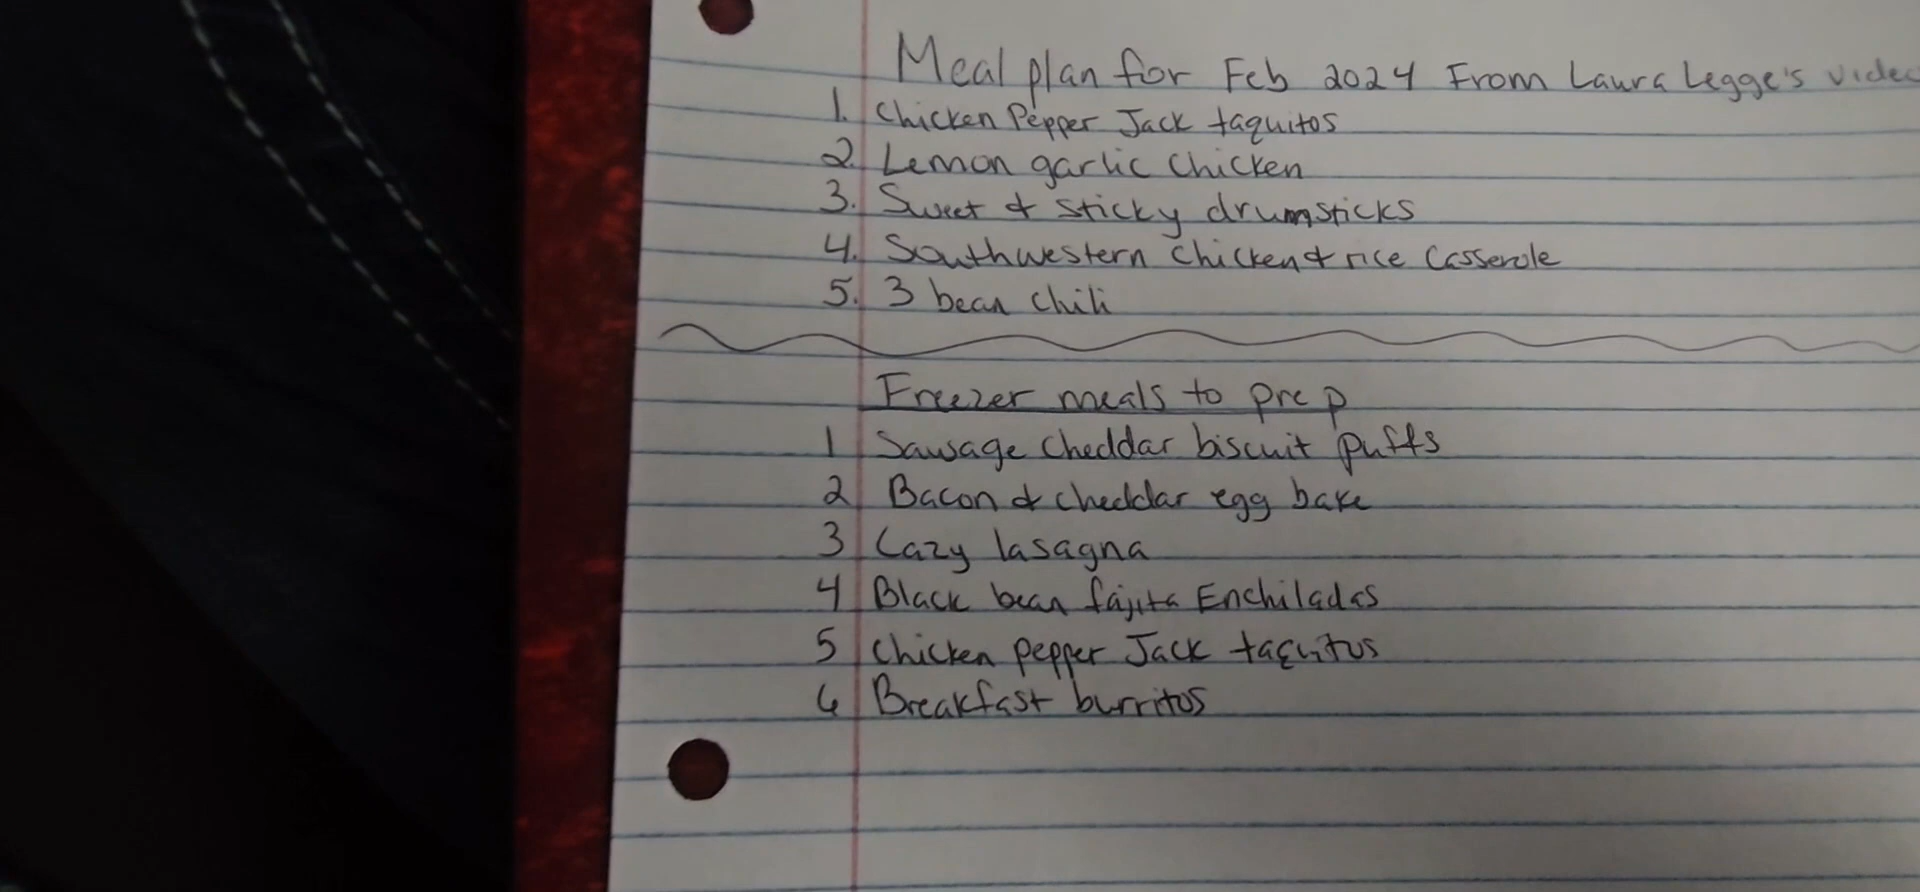 Meal plan for Feb 2024 From Laura Legge's video
1. Chicken Pepper Jack taquitos
2. Lemon garlic Chicken
3. Sweet & sticky drumsticks
4. Southwestern Chicken & rice Casserole
5. 3 bean chili
Freezer meals to prep
1 Sausage Cheddar biscuit puffs
2 Bacon & cheddar egg bake
3 Lazy lasagna
4 Black bean fajita Enchiladas
5 Chicken pepper Jack taquitos
6 Breakfast burritos